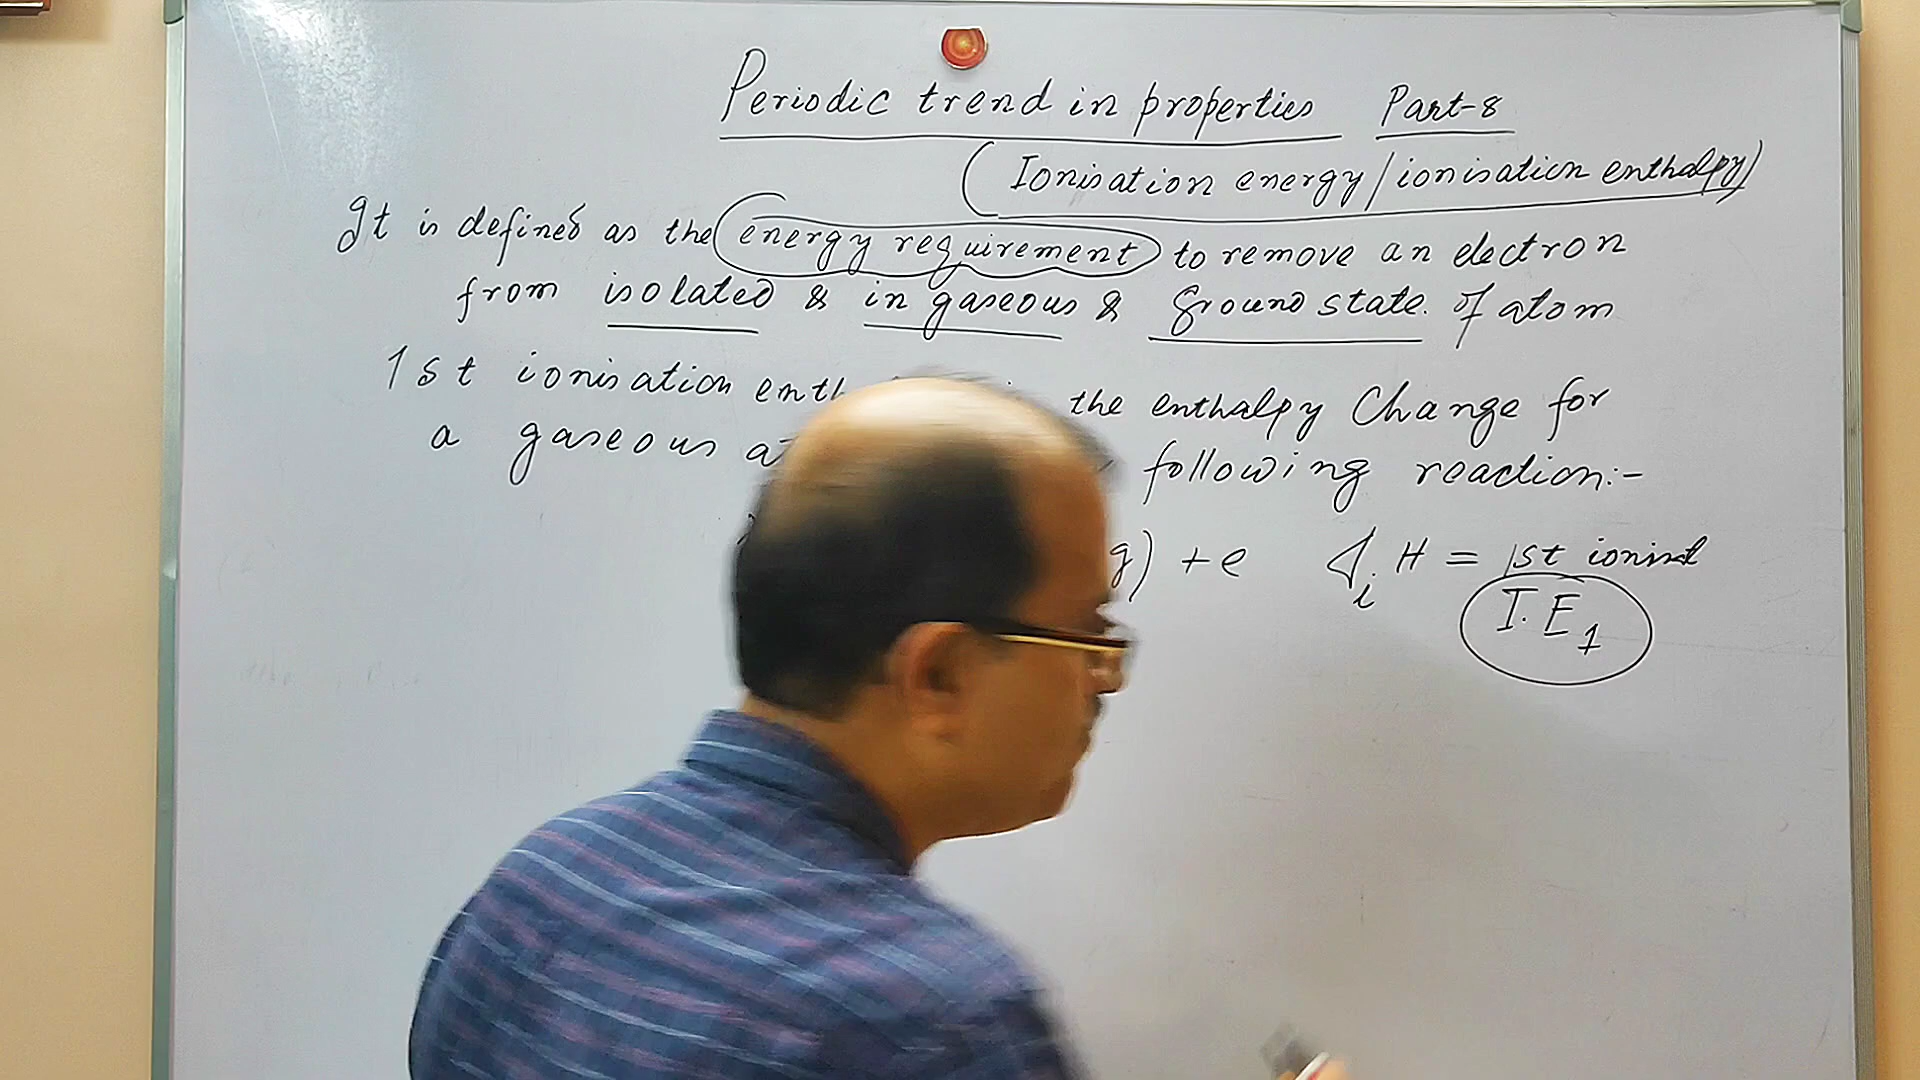 Periodic trend in properties Part-8
(Ionisation energy/ionisation enthalpy)
It is defined as the energy requirement to remove an electron
from isolated & in gaseous & ground state. of atom
1st ionisation the enthalpy Change for
a gaseous following reaction:-
g) + e Δi H = 1st
I.E1